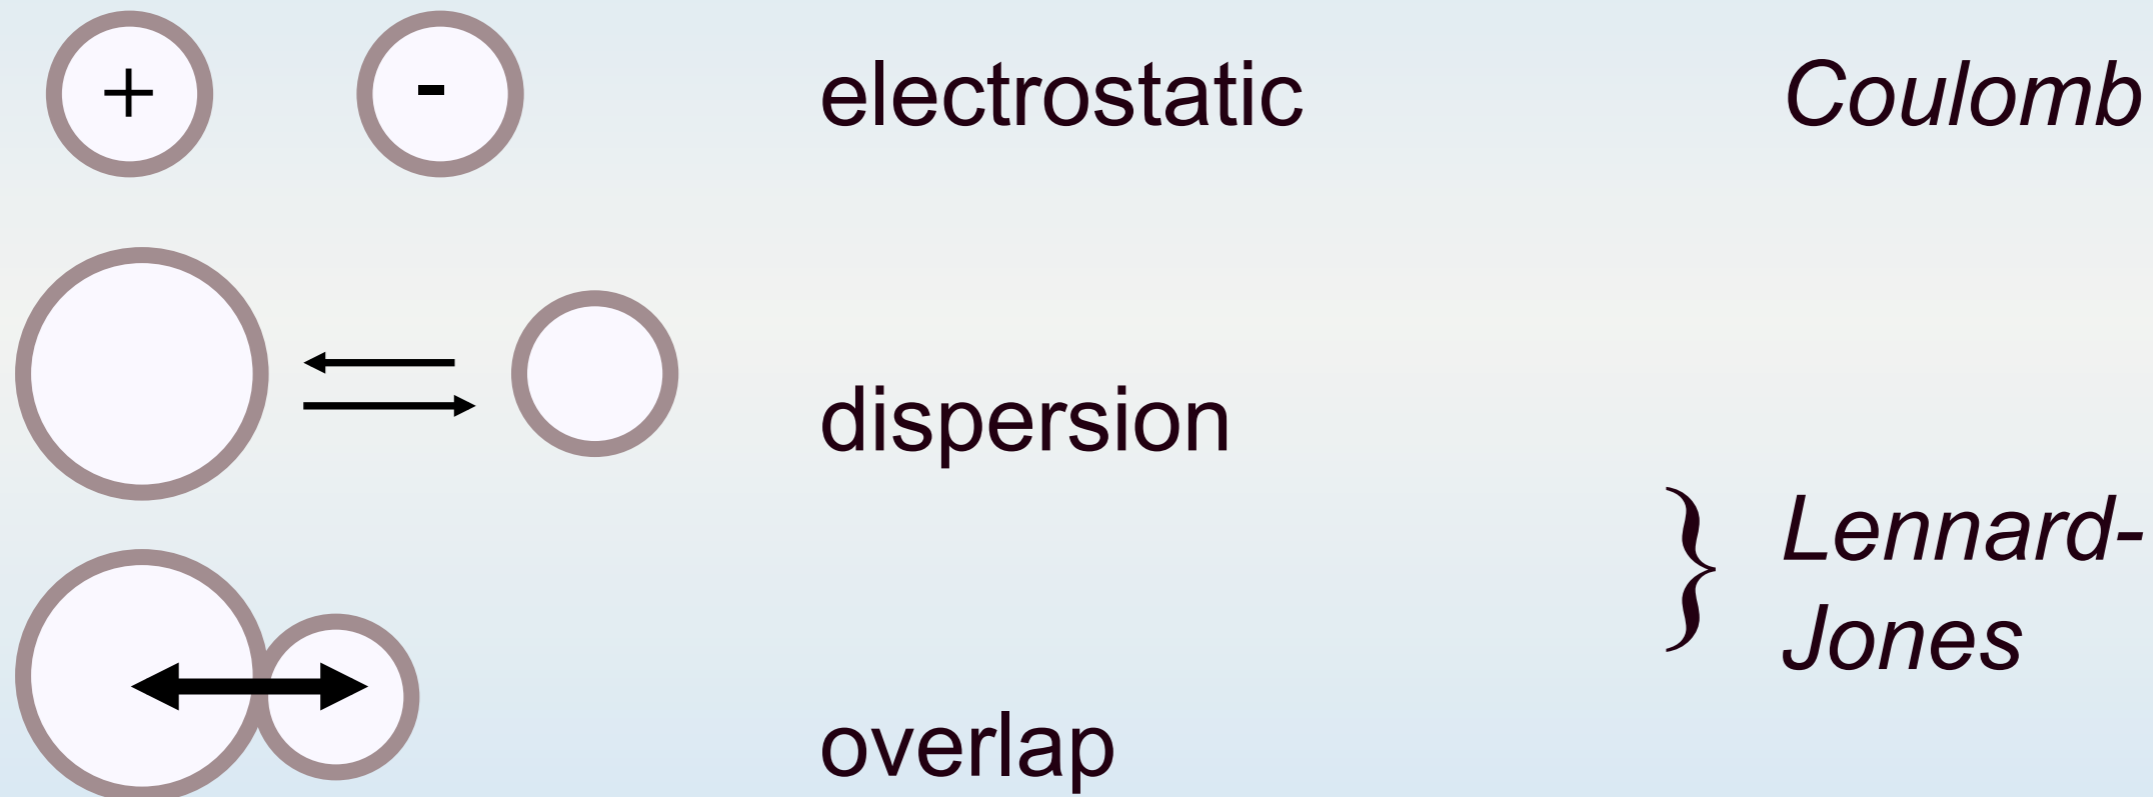 + - electrostatic Coulomb
dispersion
} Lennard-
Jones
overlap